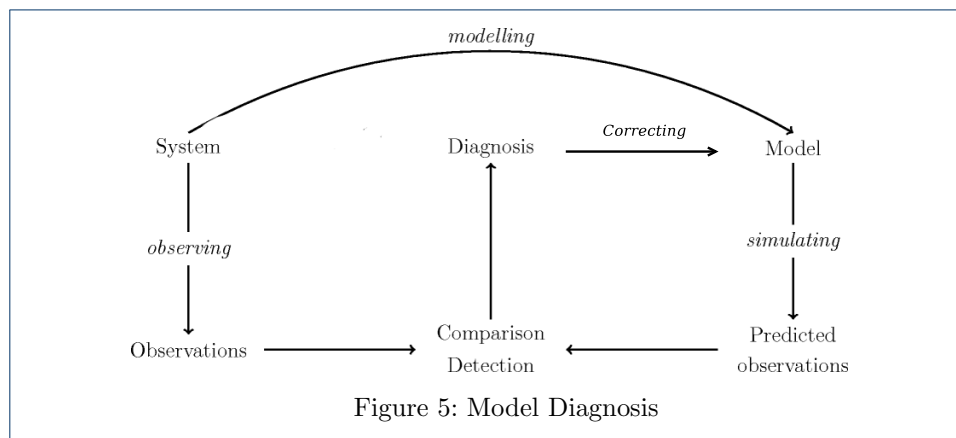 modelling
System
Diagnosis
Correcting
Model
observing
simulating
Observations
Comparison
Detection
Predicted
observations
Figure 5: Model Diagnosis